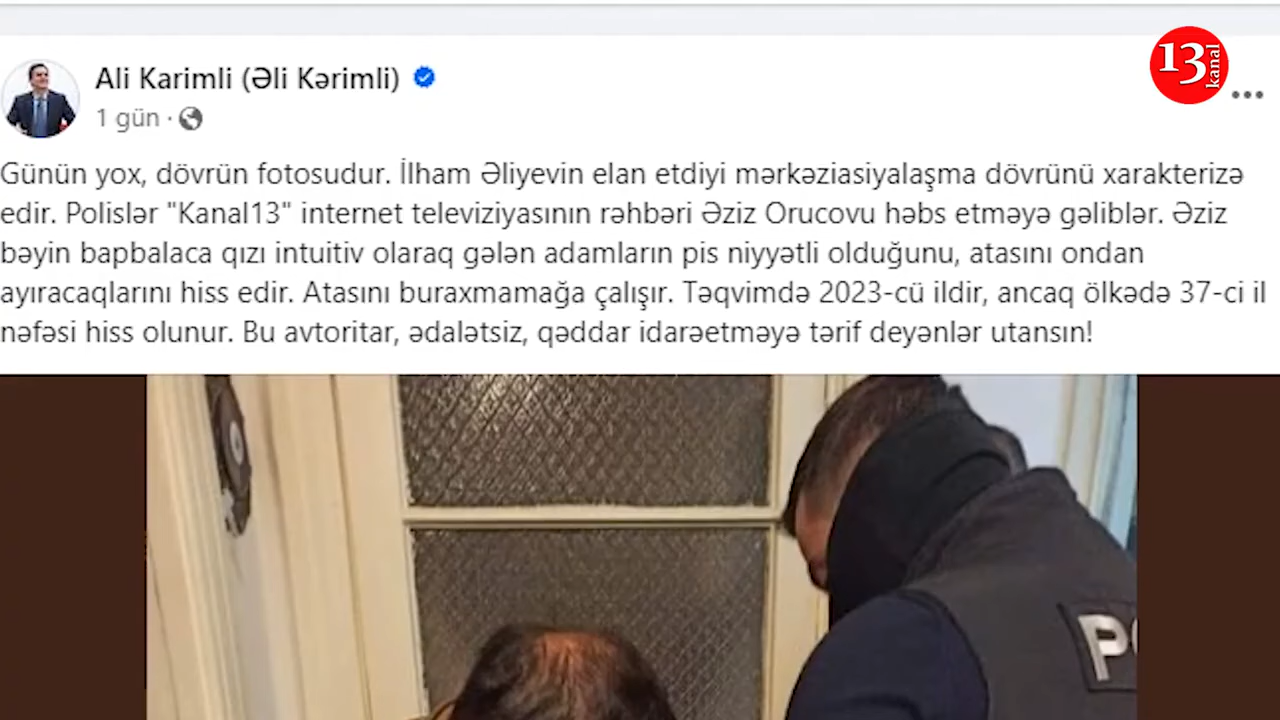 13
kanal
Ali Karimli (Əli Kərimli)
1 gün ·
Günün yox, dövrün fotosudur. İlham Əliyevin elan etdiyi mərkəziasiyalaşma dövrünü xarakterizə
edir. Polislər "Kanal13" internet televiziyasının rəhbəri Əziz Orucovu həbs etməyə gəliblər. Əziz
bəyin bapbalaca qızı intuitiv olaraq gələn adamların pis niyyətli olduğunu, atasını ondan
ayıracaqlarını hiss edir. Atasını buraxmamağa çalışır. Təqvimdə 2023-cü ildir, ancaq ölkədə 37-ci il
nəfəsi hiss olunur. Bu avtoritar, ədalətsiz, qəddar idarəetməyə tərif deyənlər utansın!